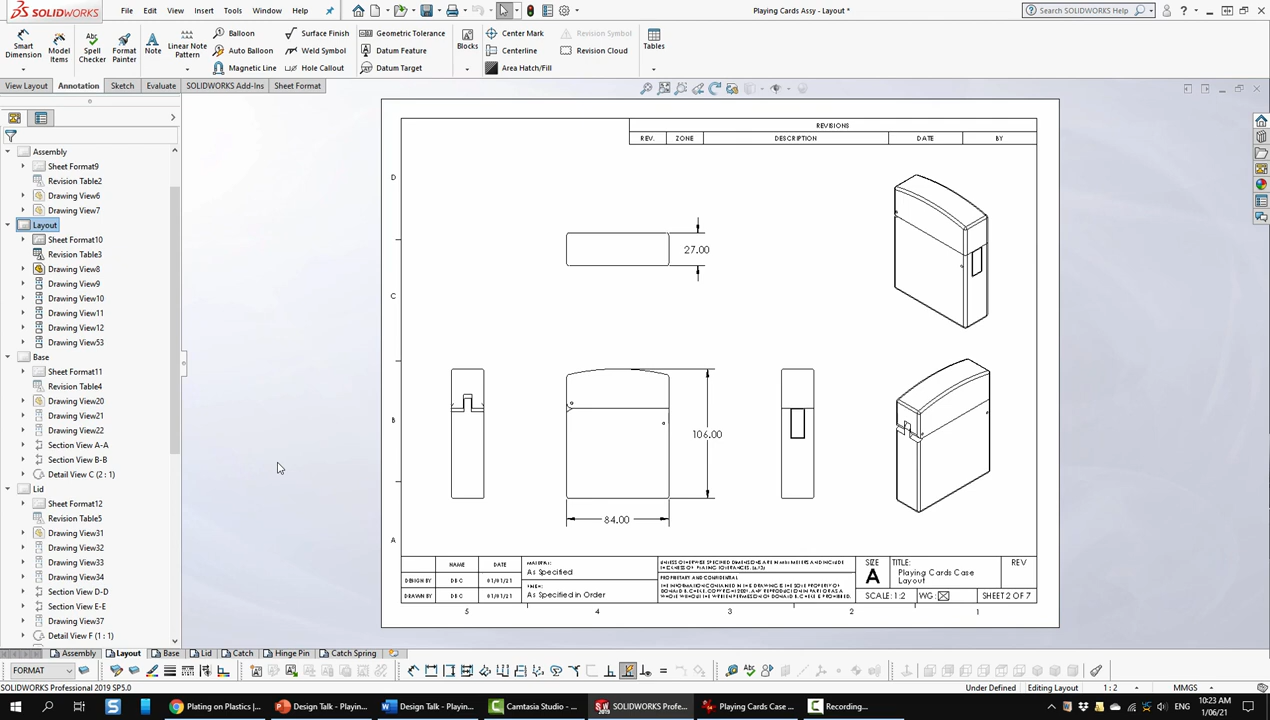 SOLIDWORKS
File Edit View Insert Tools Window Help
Playing Cards Assy - Layout *
Search SOLIDWORKS Help
Smart Dimension
Model Items
Spell Checker
Format Painter
Note
Linear Note Pattern
Balloon
Auto Balloon
Magnetic Line
Surface Finish
Weld Symbol
Hole Callout
Geometric Tolerance
Datum Feature
Datum Target
Blocks
Center Mark
Centerline
Area Hatch/Fill
Revision Symbol
Revision Cloud
Tables
View Layout Annotation Sketch Evaluate SOLIDWORKS Add-Ins Sheet Format
Assembly
Sheet Format9
Revision Table2
Drawing View6
Drawing View7
Layout
Sheet Format10
Revision Table3
Drawing View8
Drawing View9
Drawing View10
Drawing View11
Drawing View12
Drawing View53
Base
Sheet Format11
Revision Table4
Drawing View20
Drawing View21
Drawing View22
Section View A-A
Section View B-B
Detail View C (2 : 1)
Lid
Sheet Format12
Revision Table5
Drawing View31
Drawing View32
Drawing View33
Drawing View34
Section View D-D
Section View E-E
Drawing View37
Detail View F (1 : 1)
REVISIONS
REV. ZONE DESCRIPTION DATE BY
D
C
B
A
27.00
106.00
84.00
NAME DATE
DESIGN BY D B C 01/01/21
DRAWN BY D B C 01/01/21
MATERIAL:
As Specified
FINISH:
As Specified in Order
PROPRIETARY AND CONFIDENTIAL
SIZE
A
TITLE:
Playing Cards Case
Layout
REV
SCALE: 1:2 WG: SHEET 2 OF 7
5 4 3 2 1
Assembly Layout Base Lid Catch Hinge Pin Catch Spring
FORMAT
SOLIDWORKS Professional 2019 SP5.0
Under Defined Editing Layout 1 : 2 MMGS
Plating on Plastics |...
Design Talk - Playin...
Design Talk - Playin...
Camtasia Studio - ...
SOLIDWORKS Profe...
Playing Cards Case ...
Recording...
10:23 AM
1/06/21